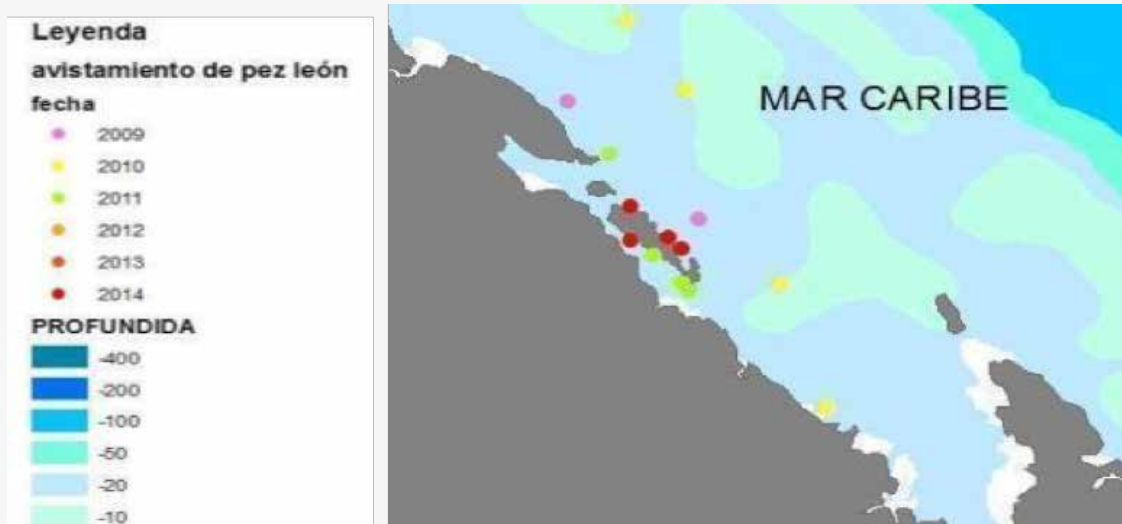 Leyenda
avistamiento de pez león
fecha
2009
2010
2011
2012
2013
2014
PROFUNDIDA
-400
-200
-100
-50
-20
-10
MAR CARIBE